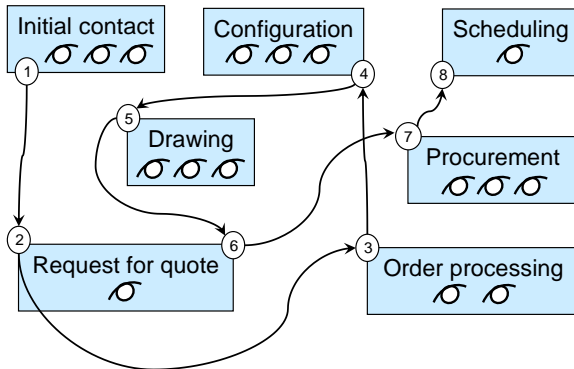 Initial contact
1
Configuration
4
Scheduling
8
5
Drawing
7
Procurement
2
Request for quote
6
3
Order processing